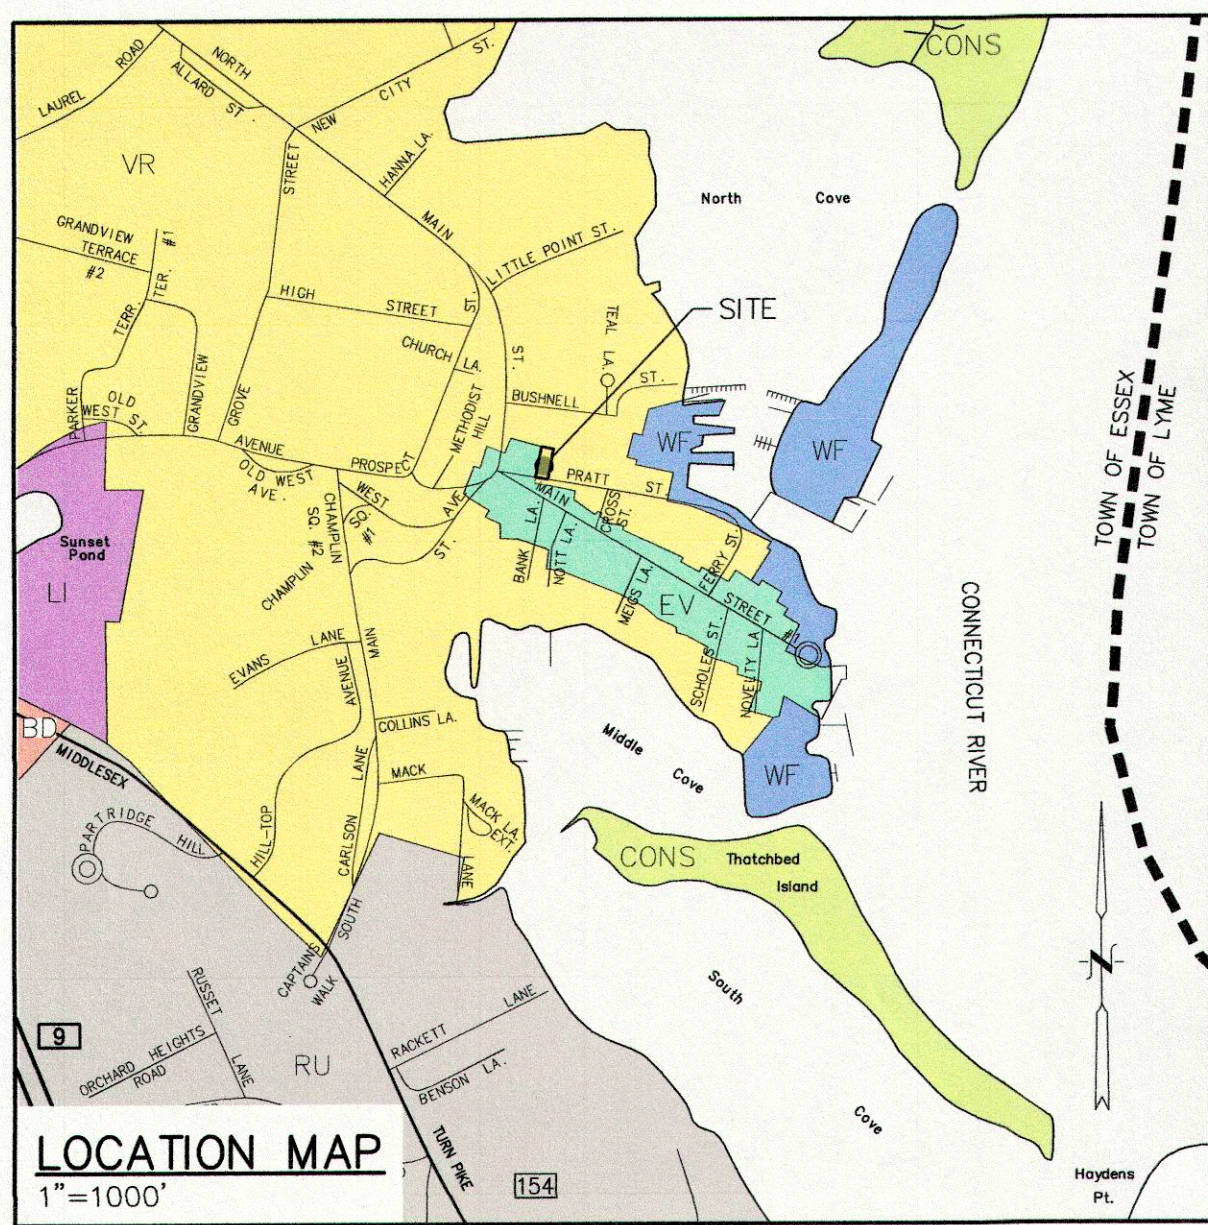 CONS
LAUREL ROAD
NORTH
ALLARD ST.
NEW CITY ST.
VR
STREET
HANNA LA.
MAIN
North Cove
GRANDVIEW
TERRACE
#2
TER. #1
LITTLE POINT ST.
HIGH STREET
ST.
SITE
TEAL LA.
TERR.
CHURCH LA.
ST.
TOWN OF ESSEX
TOWN OF LYME
PARKER
OLD
WEST ST.
GRANDVIEW
GROVE
METHODIST
HILL
BUSHNELL ST.
WF
WF
AVENUE
OLD WEST
AVE.
PROSPECT
WEST AVE.
PRATT ST.
MAIN
CROSS
ST.
CHAMPLIN
SQ. #2
CHAMPLIN SQ. #1
ST.
BANK LA.
NOTT LA.
MEIGS LA.
FERRY ST.
Sunset
Pond
LI
EV
STREET #1
SCHOLES ST.
NOVELTY LA
CONNECTICUT RIVER
EVANS LANE
MAIN
AVENUE
BD
MIDDLESEX
COLLINS LA.
Middle Cove
WF
LANE
MACK
MACK LA.
EXT.
PARTRIDGE HILL
HILL-TOP
CARLSON
LANE
CONS
Thatchbed
Island
SOUTH
CAPTAINS
WALK
South Cove
RUSSET LANE
9
ORCHARD HEIGHTS
ROAD
RU
RACKETT LANE
BENSON LA.
N
TURN PIKE
154
LOCATION MAP
1"=1000'
Haydens
Pt.